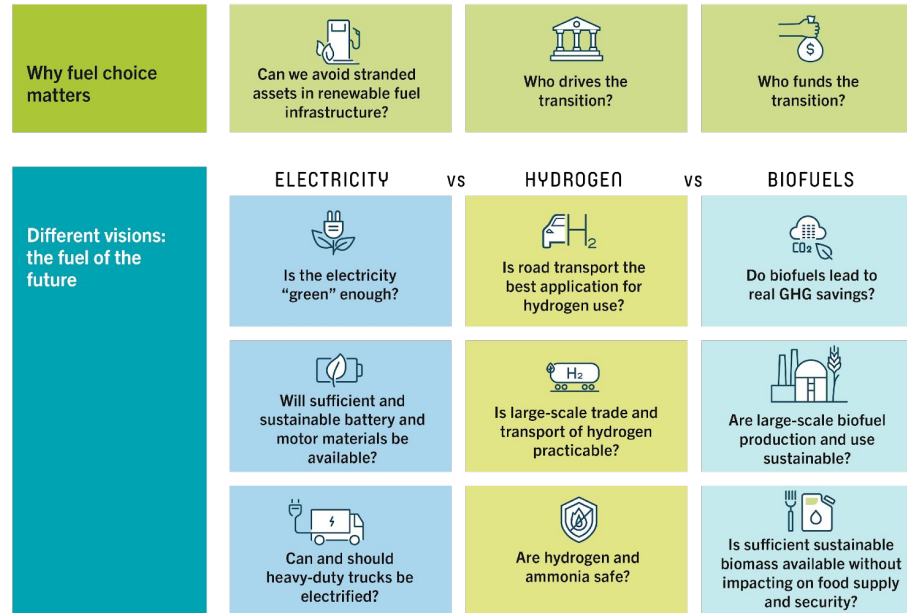 Why fuel choice
matters
Can we avoid stranded
assets in renewable fuel
infrastructure?
Who drives the
transition?
$
Who funds the
transition?
Different visions:
the fuel of the
future
ELECTRICITY vs HYDROGEN vs BIOFUELS
Is the electricity
"green" enough?
H2
Is road transport the
best application for
hydrogen use?
CO2
Do biofuels lead to
real GHG savings?
Will sufficient and
sustainable battery and
motor materials be
available?
H2
Is large-scale trade and
transport of hydrogen
practicable?
Are large-scale biofuel
production and use
sustainable?
Can and should
heavy-duty trucks be
electrified?
Are hydrogen and
ammonia safe?
Is sufficient sustainable
biomass available without
impacting on food supply
and security?